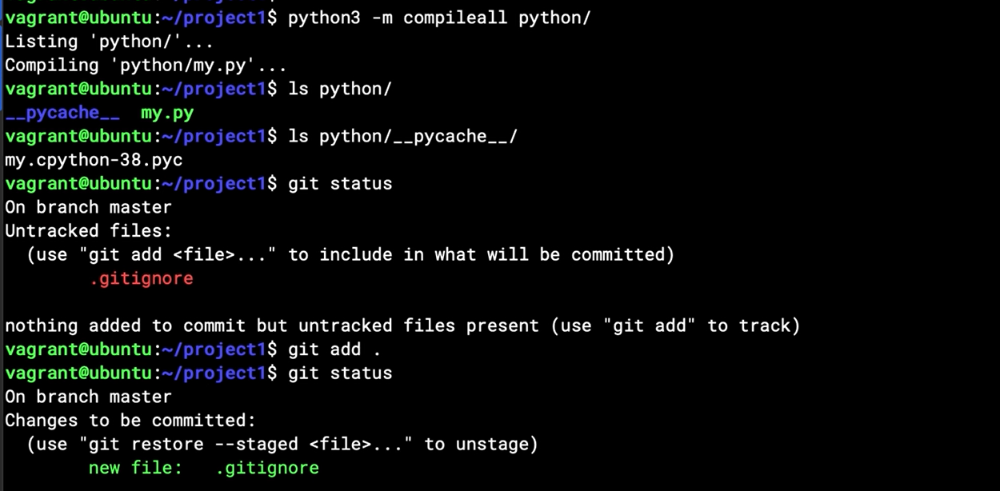 vagrant@ubuntu:~/project1$ python3 -m compileall python/
Listing 'python/'...
Compiling 'python/my.py'...
vagrant@ubuntu:~/project1$ ls python/
__pycache__  my.py
vagrant@ubuntu:~/project1$ ls python/__pycache__/
my.cpython-38.pyc
vagrant@ubuntu:~/project1$ git status
On branch master
Untracked files:
  (use "git add <file>..." to include in what will be committed)
        .gitignore
nothing added to commit but untracked files present (use "git add" to track)
vagrant@ubuntu:~/project1$ git add .
vagrant@ubuntu:~/project1$ git status
On branch master
Changes to be committed:
  (use "git restore --staged <file>..." to unstage)
        new file:   .gitignore